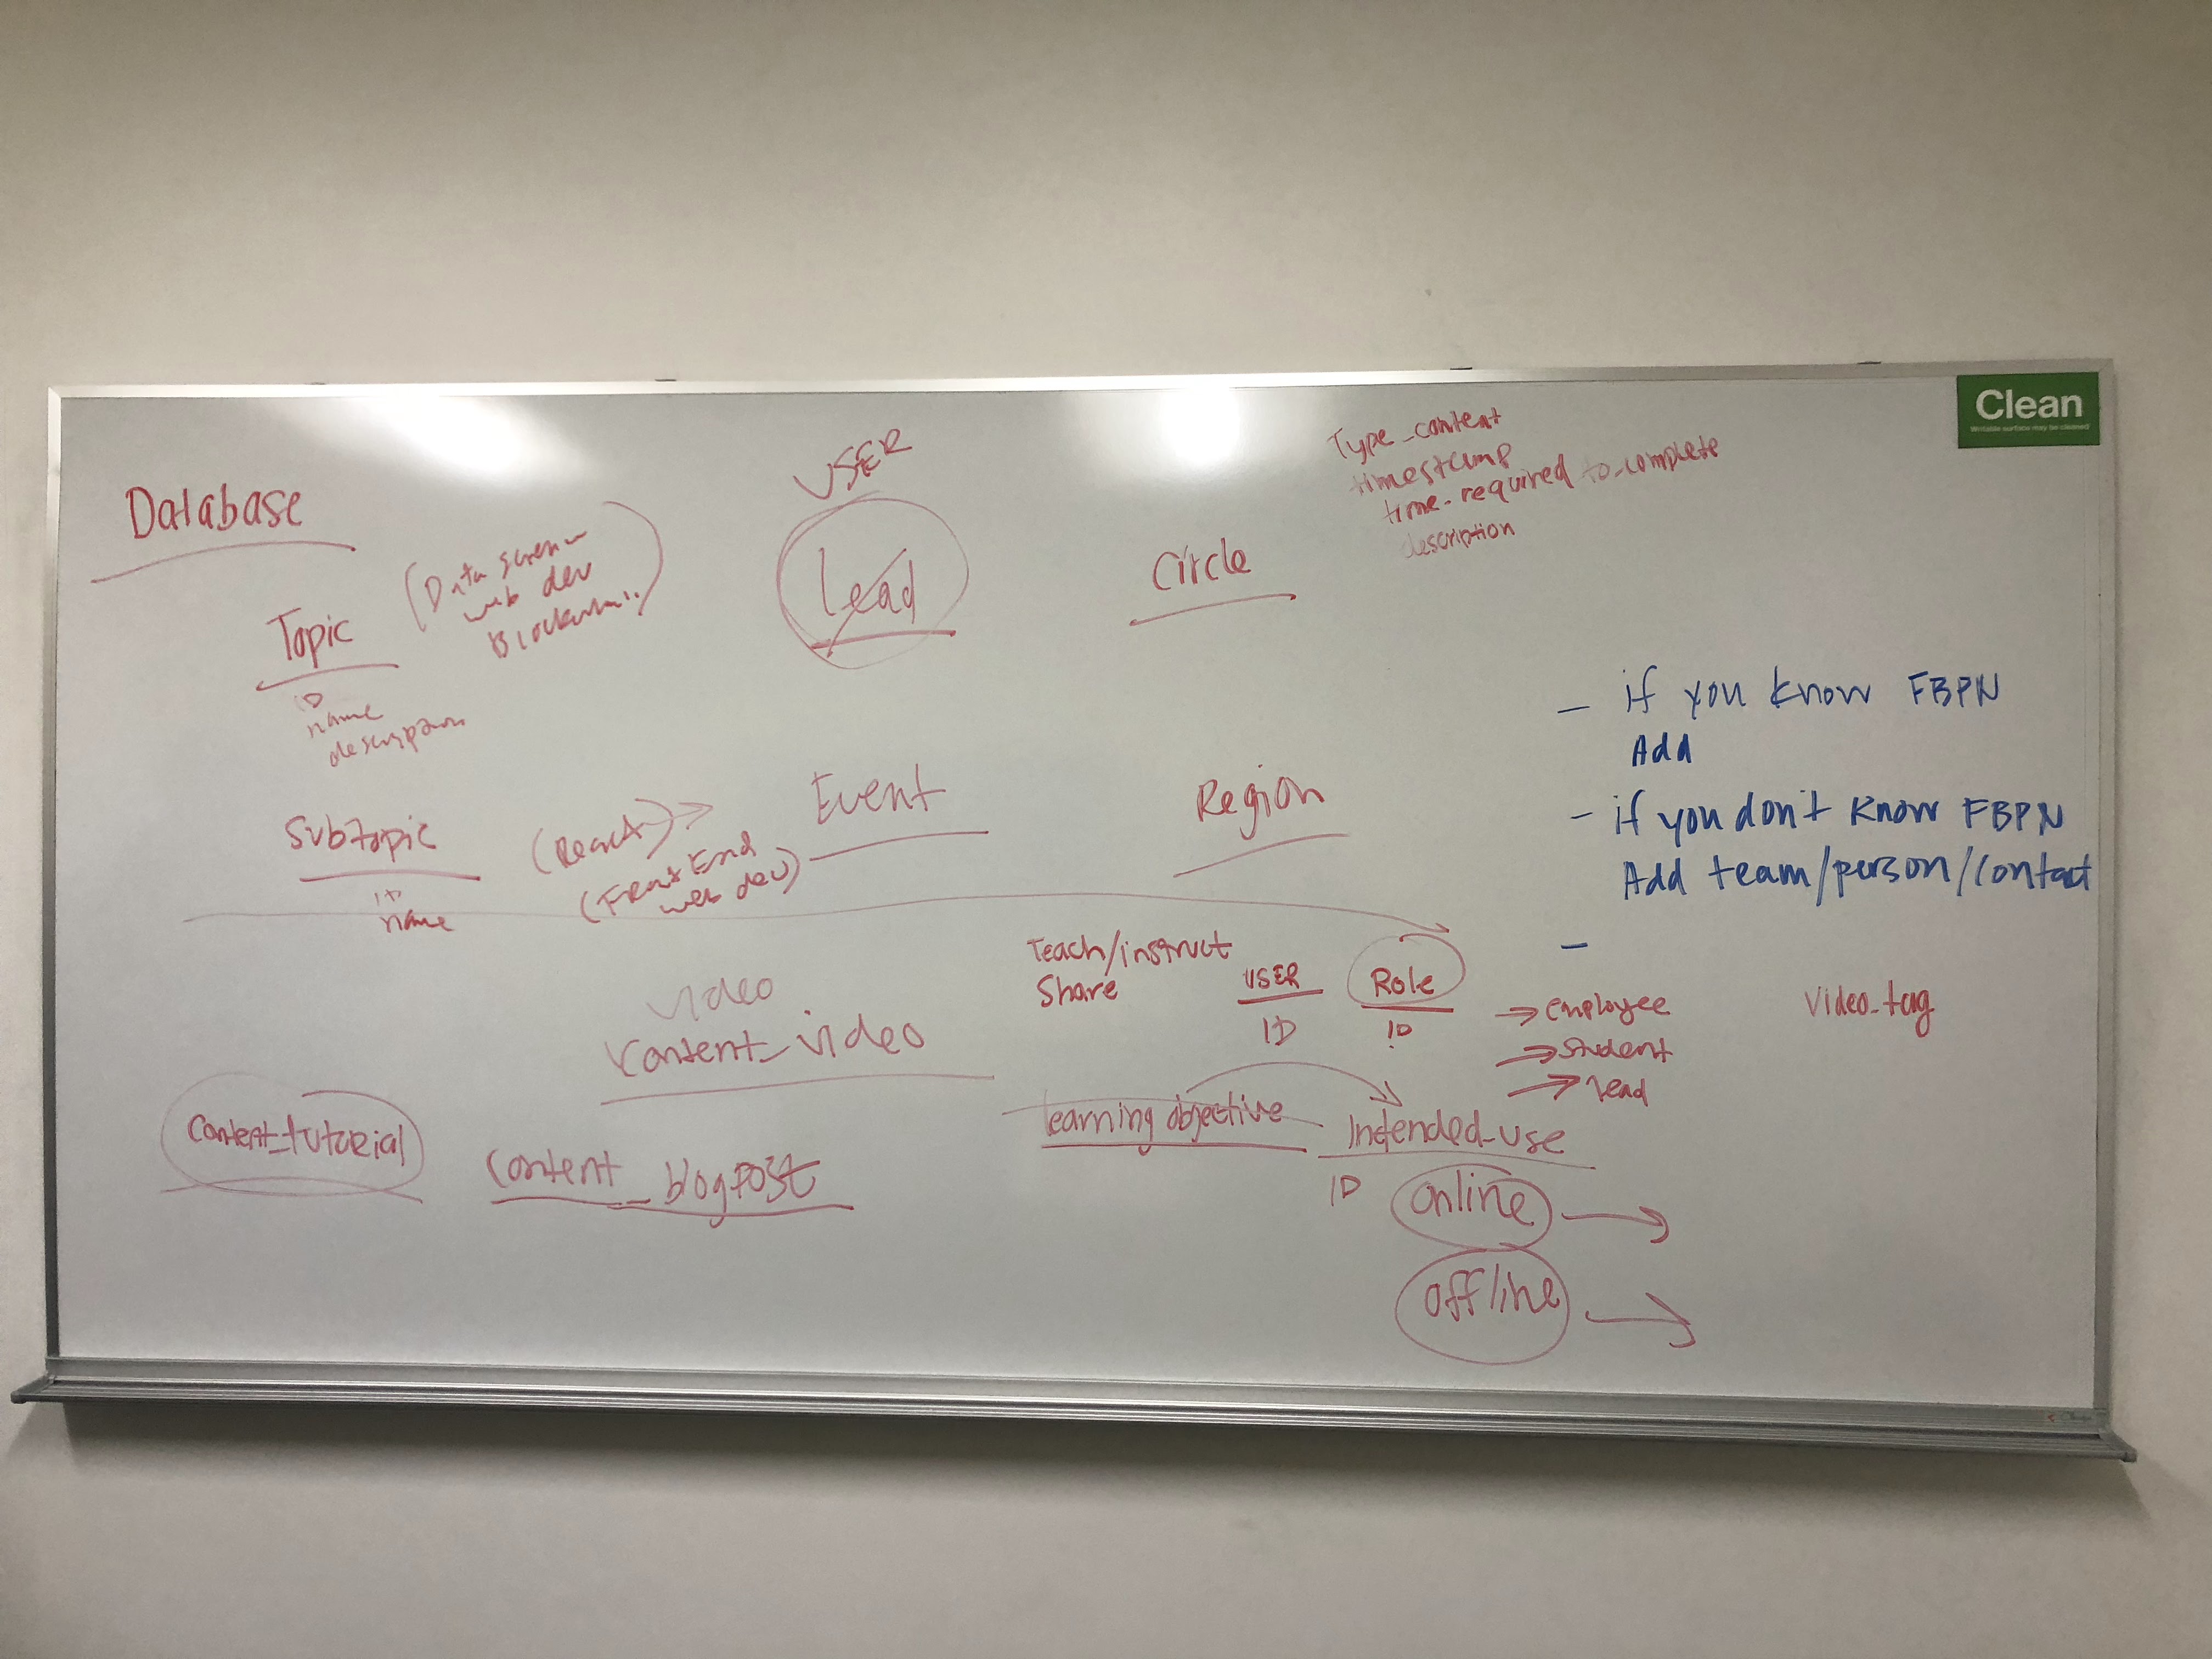 Clean
Writable surface may be cleaned
Database
USER
Lead
Type_content
timestamp
time-required to-complete
description
Circle
Topic
(Data science
web dev
Blockchain)
ID
name
description
Subtopic
ID
name
(React)
(Front End
web dev)
Event
Region
- if you know FBPN
Add
- if you don't know FBPN
Add team/person/contact
-
Teach/instruct
Share
USER
ID
Role
ID
→ Employee
→ Student
→ Lead
Video_tag
video
Content_video
Content_tutorial
Content_blogpost
learning objective
Intended_use
ID
online
offline